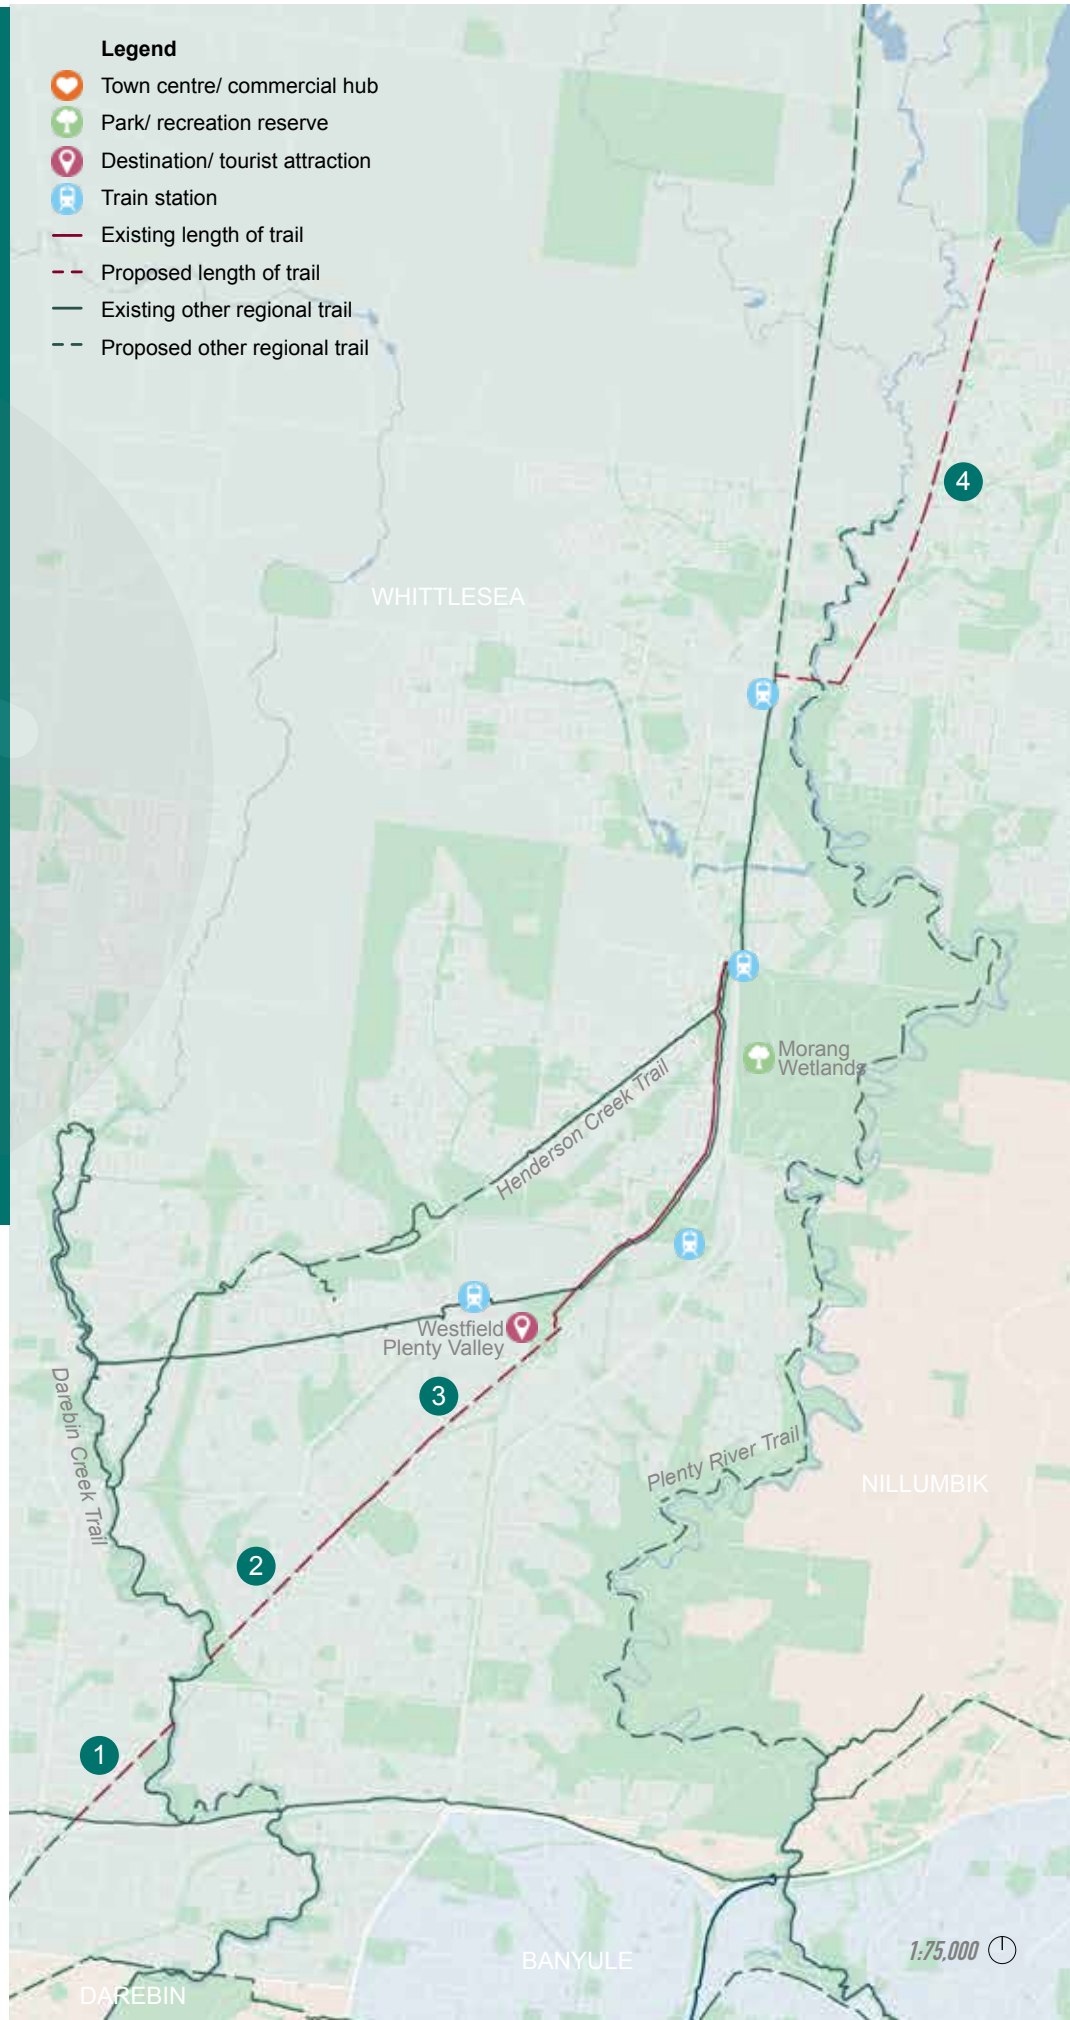 Legend
Town centre/ commercial hub
Park/ recreation reserve
Destination/ tourist attraction
Train station
Existing length of trail
Proposed length of trail
Existing other regional trail
Proposed other regional trail
4
WHITTLESEA
Morang
Wetlands
Henderson Creek Trail
Westfield
Plenty Valley
3
Darebin Creek Trail
Plenty River Trail
NILLUMBIK
2
1
1:75,000
BANYULE
DAREBIN